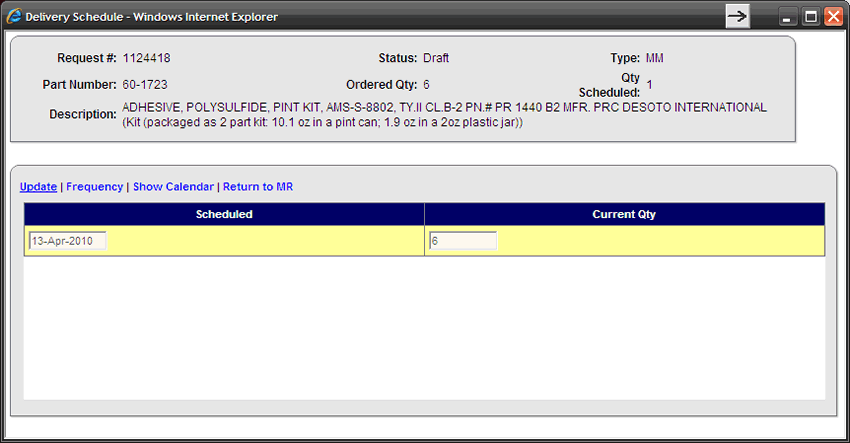 Delivery Schedule - Windows Internet Explorer
Request #: 1124418 Status: Draft Type: MM
Part Number: 60-1723 Ordered Qty: 6 Qty Scheduled: 1
Description: ADHESIVE, POLYSULFIDE, PINT KIT, AMS-S-8802, TY.II CL.B-2 PN.# PR 1440 B2 MFR. PRC DESOTO INTERNATIONAL
(Kit (packaged as 2 part kit: 10.1 oz in a pint can; 1.9 oz in a 2oz plastic jar))
Update | Frequency | Show Calendar | Return to MR
Scheduled Current Qty
13-Apr-2010 6